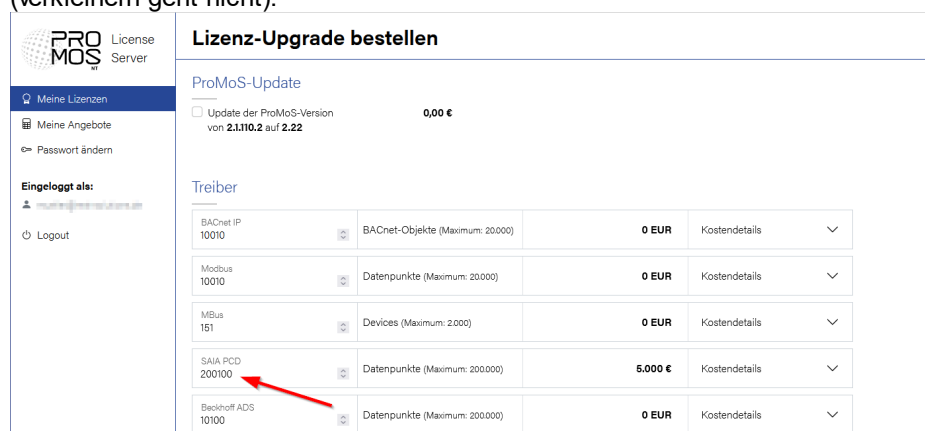 (verkleinern geht nicht).
PROMOS NT License Server
Lizenz-Upgrade bestellen
ProMoS-Update
Update der ProMoS-Version 0,00 €
von 2.1.110.2 auf 2.22
Meine Lizenzen
Meine Angebote
Passwort ändern
Eingeloggt als:
Logout
Treiber
BACnet IP
10010 BACnet-Objekte (Maximum: 20.000) 0 EUR Kostendetails
Modbus
10010 Datenpunkte (Maximum: 20.000) 0 EUR Kostendetails
MBus
151 Devices (Maximum: 2.000) 0 EUR Kostendetails
SAIA PCD
200100 Datenpunkte (Maximum: 200.000) 5.000 € Kostendetails
Beckhoff ADS
10100 Datenpunkte (Maximum: 200.000) 0 EUR Kostendetails